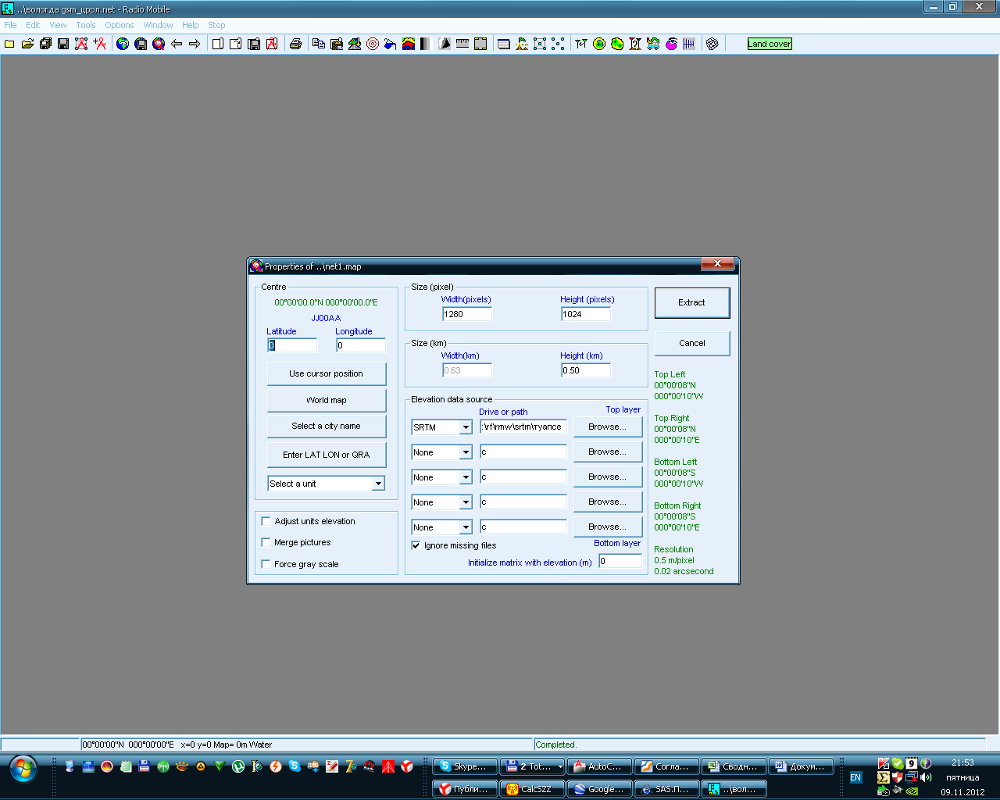 ..\вологда gsm_цррл.net - Radio Mobile
File Edit View Tools Options Window Help Stop
Land cover
Properties of ..\net1.map
Centre
00°00'00.0"N 000°00'00.0"E
JJ00AA
Latitude Longitude
0 0
Use cursor position
World map
Select a city name
Enter LAT LON or QRA
Select a unit
Adjust units elevation
Merge pictures
Force gray scale
Size (pixel)
Width(pixels) Height (pixels)
1280 1024
Size (km)
Width(km) Height (km)
0.63 0.50
Elevation data source
Drive or path Top layer
SRTM :\rf\rmw\srtm\туапсе Browse...
None c Browse...
None c Browse...
None c Browse...
None c Browse...
Ignore missing files Bottom layer
Initialize matrix with elevation (m) 0
Extract
Cancel
Top Left
00°00'08"N
000°00'10"W
Top Right
00°00'08"N
000°00'10"E
Bottom Left
00°00'08"S
000°00'10"W
Bottom Right
00°00'08"S
000°00'10"E
Resolution
0.5 m/pixel
0.02 arcsecond
00°00'00"N 000°00'00"E x=0 y=0 Map= 0m Water Completed.
Skype... 2 Tot... AutoC... Согла... Сводн... Докум...
Публи... CalcSZZ Google... SAS.П... ..\вол...
EN
9
21:53
пятница
09.11.2012